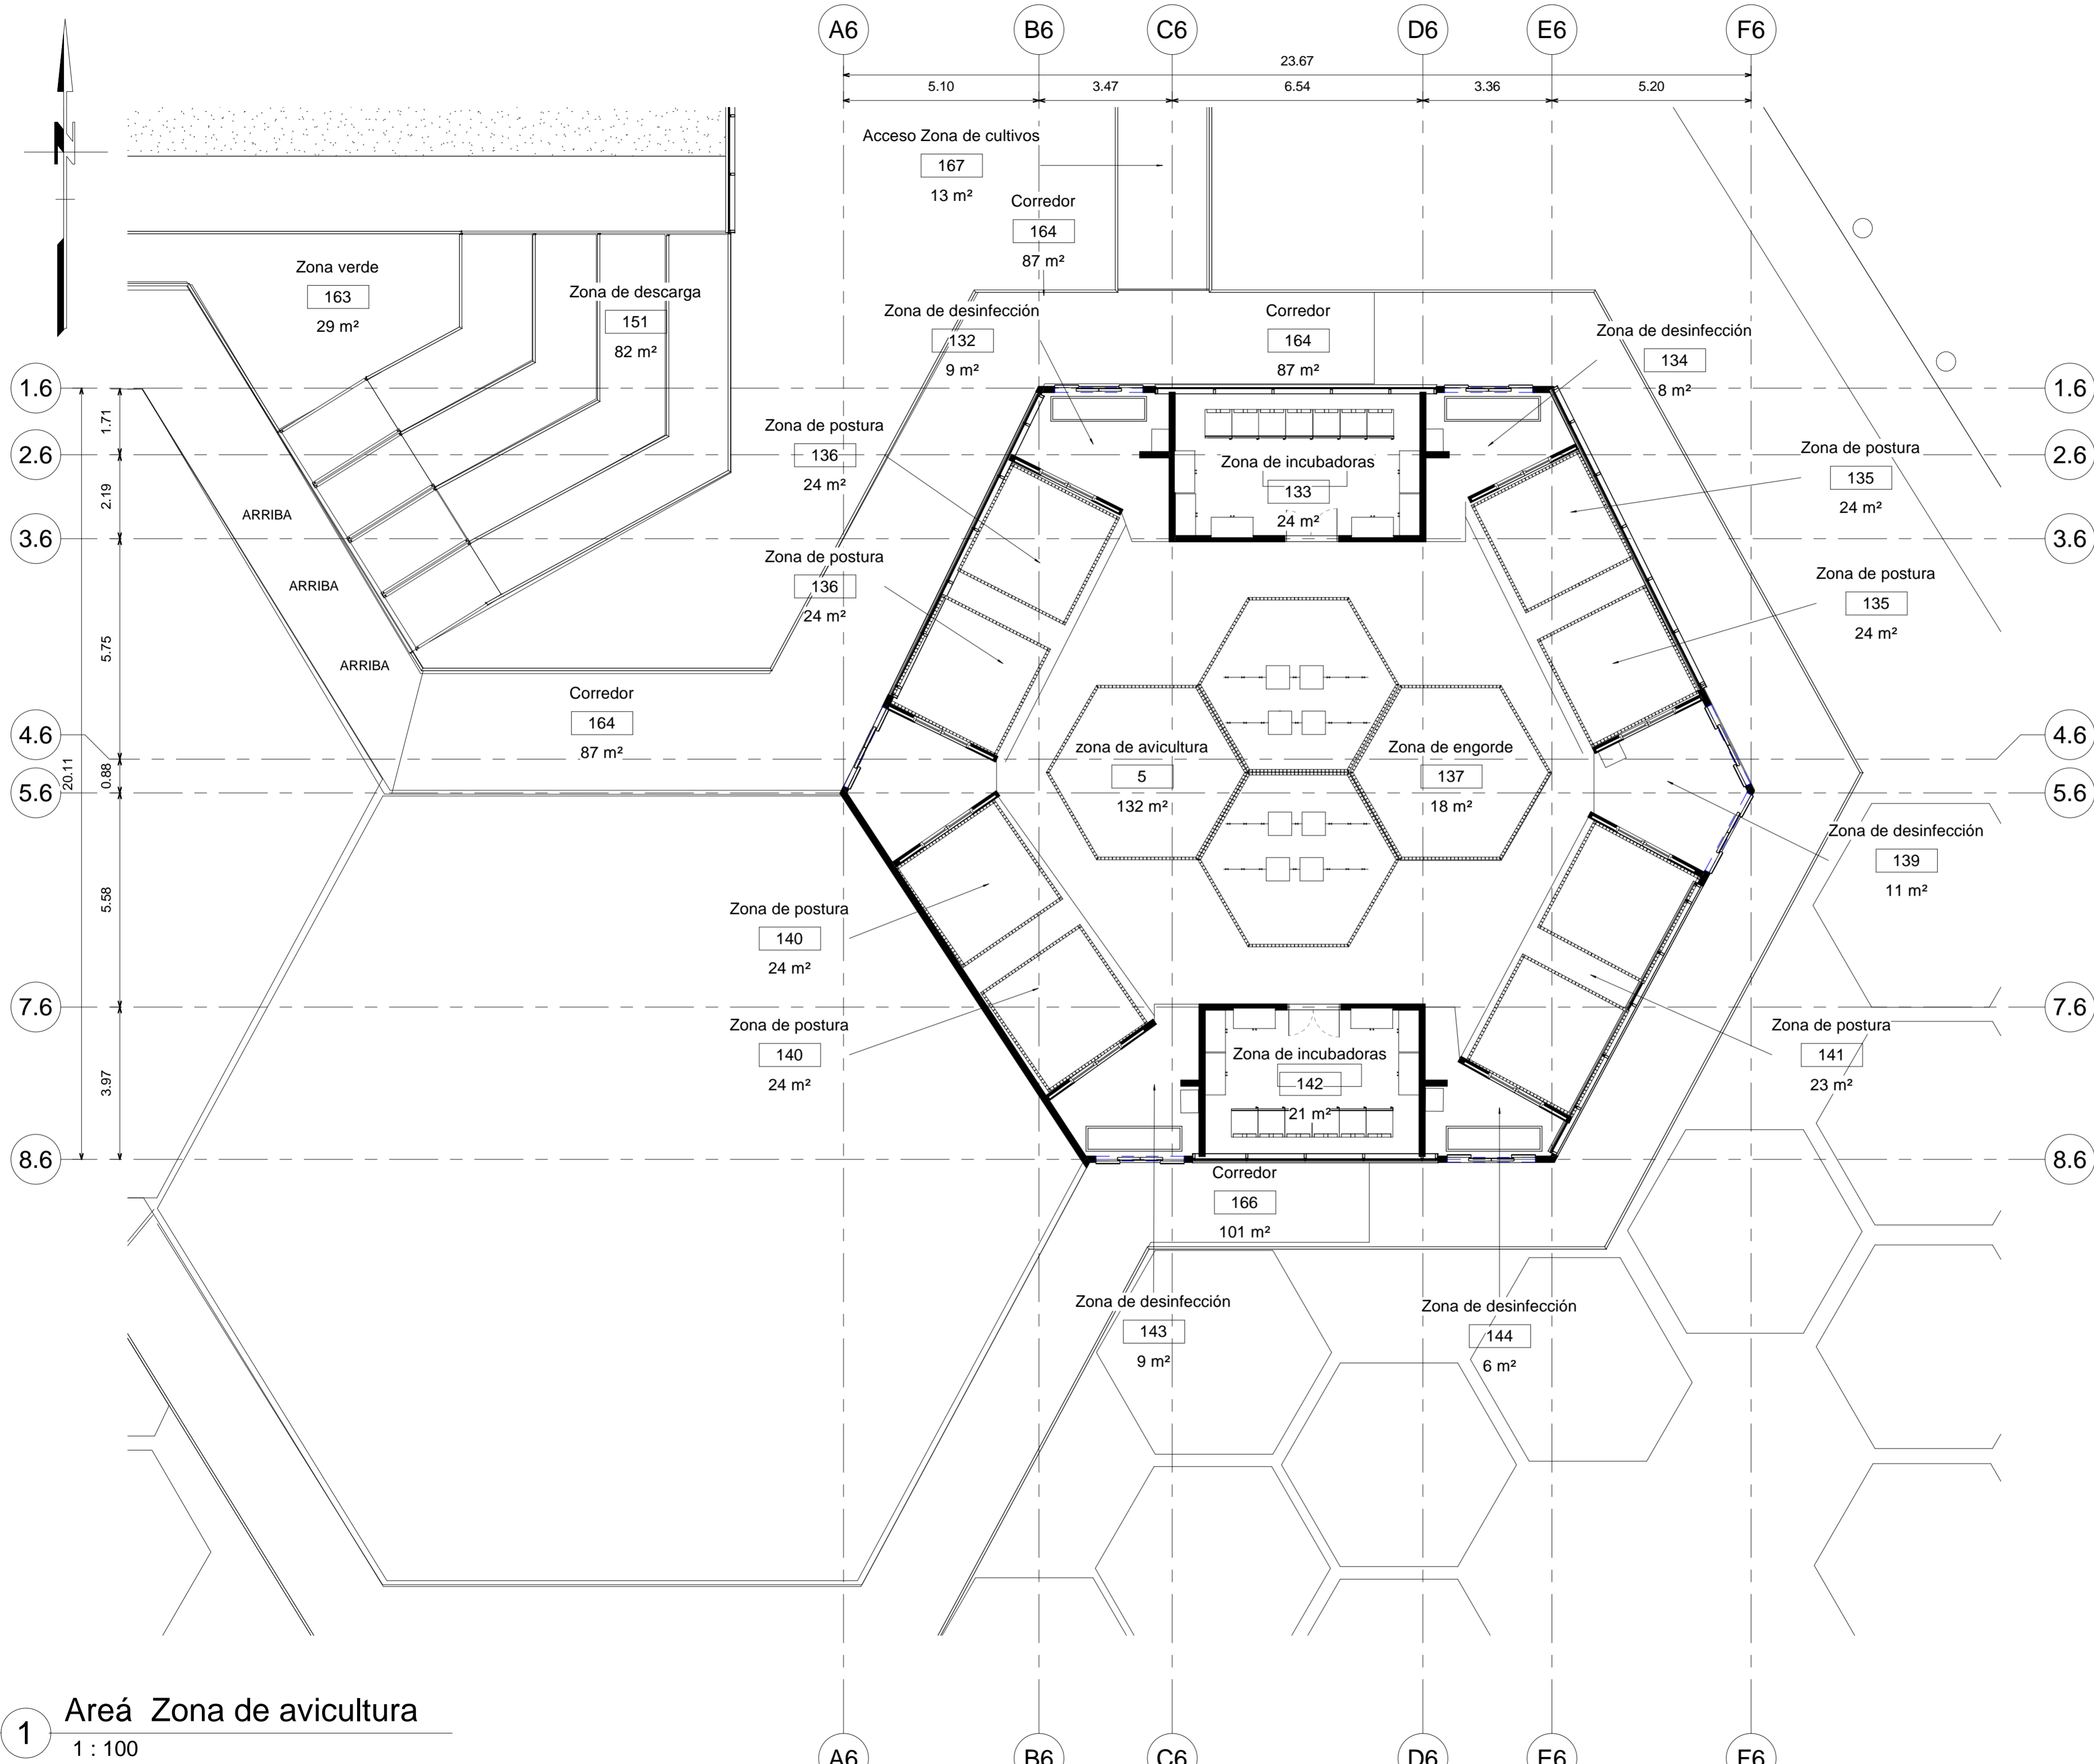 A6
B6
C6
D6
E6
F6
23.67
5.10
3.47
6.54
3.36
5.20
N
Acceso Zona de cultivos
167
13 m²
Corredor
164
87 m²
Zona verde
163
29 m²
Zona de descarga
151
82 m²
Zona de desinfección
132
9 m²
Corredor
164
87 m²
Zona de desinfección
134
8 m²
1.6
1.6
1.71
2.6
2.6
2.19
3.6
3.6
5.75
4.6
4.6
0.88
20.11
5.6
5.6
5.58
7.6
7.6
3.97
8.6
8.6
Zona de postura
136
24 m²
Zona de incubadoras
133
24 m²
Zona de postura
135
24 m²
ARRIBA
ARRIBA
ARRIBA
Zona de postura
136
24 m²
Zona de postura
135
24 m²
Corredor
164
87 m²
zona de avicultura
5
132 m²
Zona de engorde
137
18 m²
Zona de desinfección
139
11 m²
Zona de postura
140
24 m²
Zona de postura
140
24 m²
Zona de incubadoras
142
21 m²
Zona de postura
141
23 m²
Corredor
166
101 m²
Zona de desinfección
143
9 m²
Zona de desinfección
144
6 m²
1
Areá Zona de avicultura
1 : 100
A6
B6
C6
D6
E6
F6